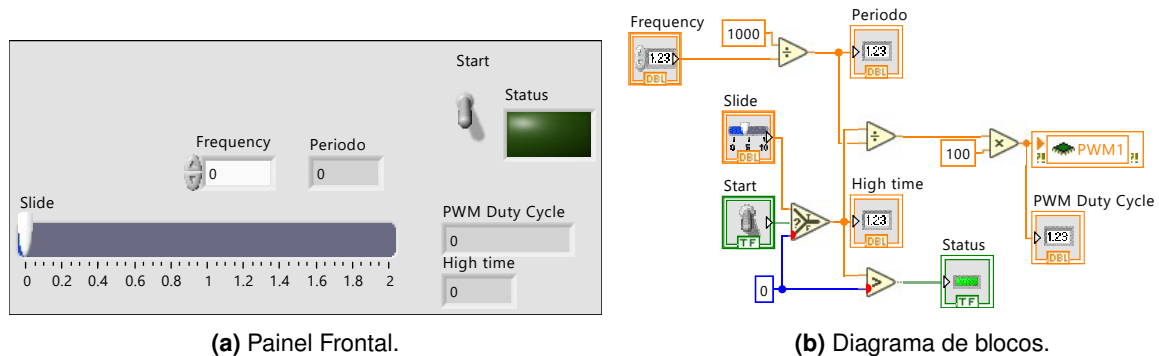 Start
Status
Frequency
0
Periodo
0
Slide
0 0.2 0.4 0.6 0.8 1 1.2 1.4 1.6 1.8 2
PWM Duty Cycle
0
High time
0
(a) Painel Frontal.
Frequency
1.23
DBL
1000
÷
Periodo
1.23
DBL
Slide
0 5 10
DBL
÷
100
×
?!
PWM1
?!
Start
TF
?
T
F
High time
1.23
DBL
PWM Duty Cycle
1.23
DBL
0
>
Status
TF
(b) Diagrama de blocos.